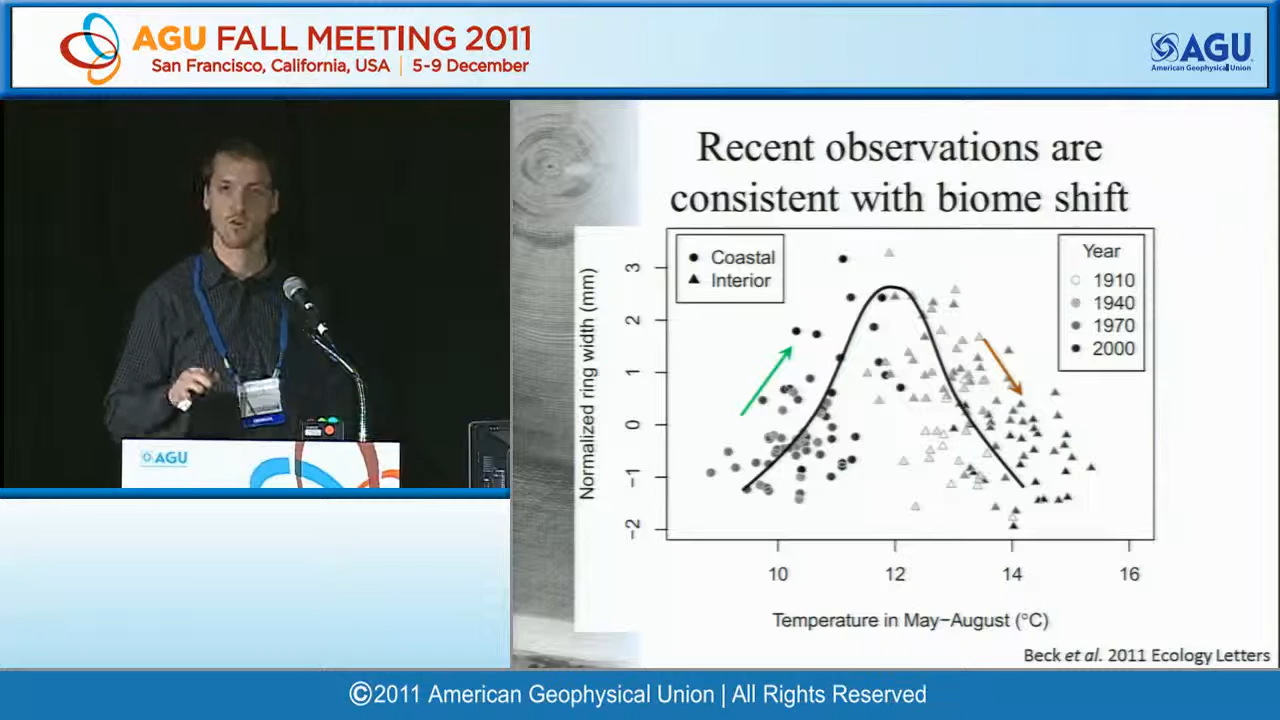 AGU FALL MEETING 2011
San Francisco, California, USA | 5-9 December
AGU
American Geophysical Union
AGU
Recent observations are
consistent with biome shift
Coastal
Interior
Year
1910
1940
1970
2000
Normalized ring width (mm)
3
2
1
0
−1
−2
10 12 14 16
Temperature in May−August (°C)
Beck et al. 2011 Ecology Letters
©2011 American Geophysical Union | All Rights Reserved